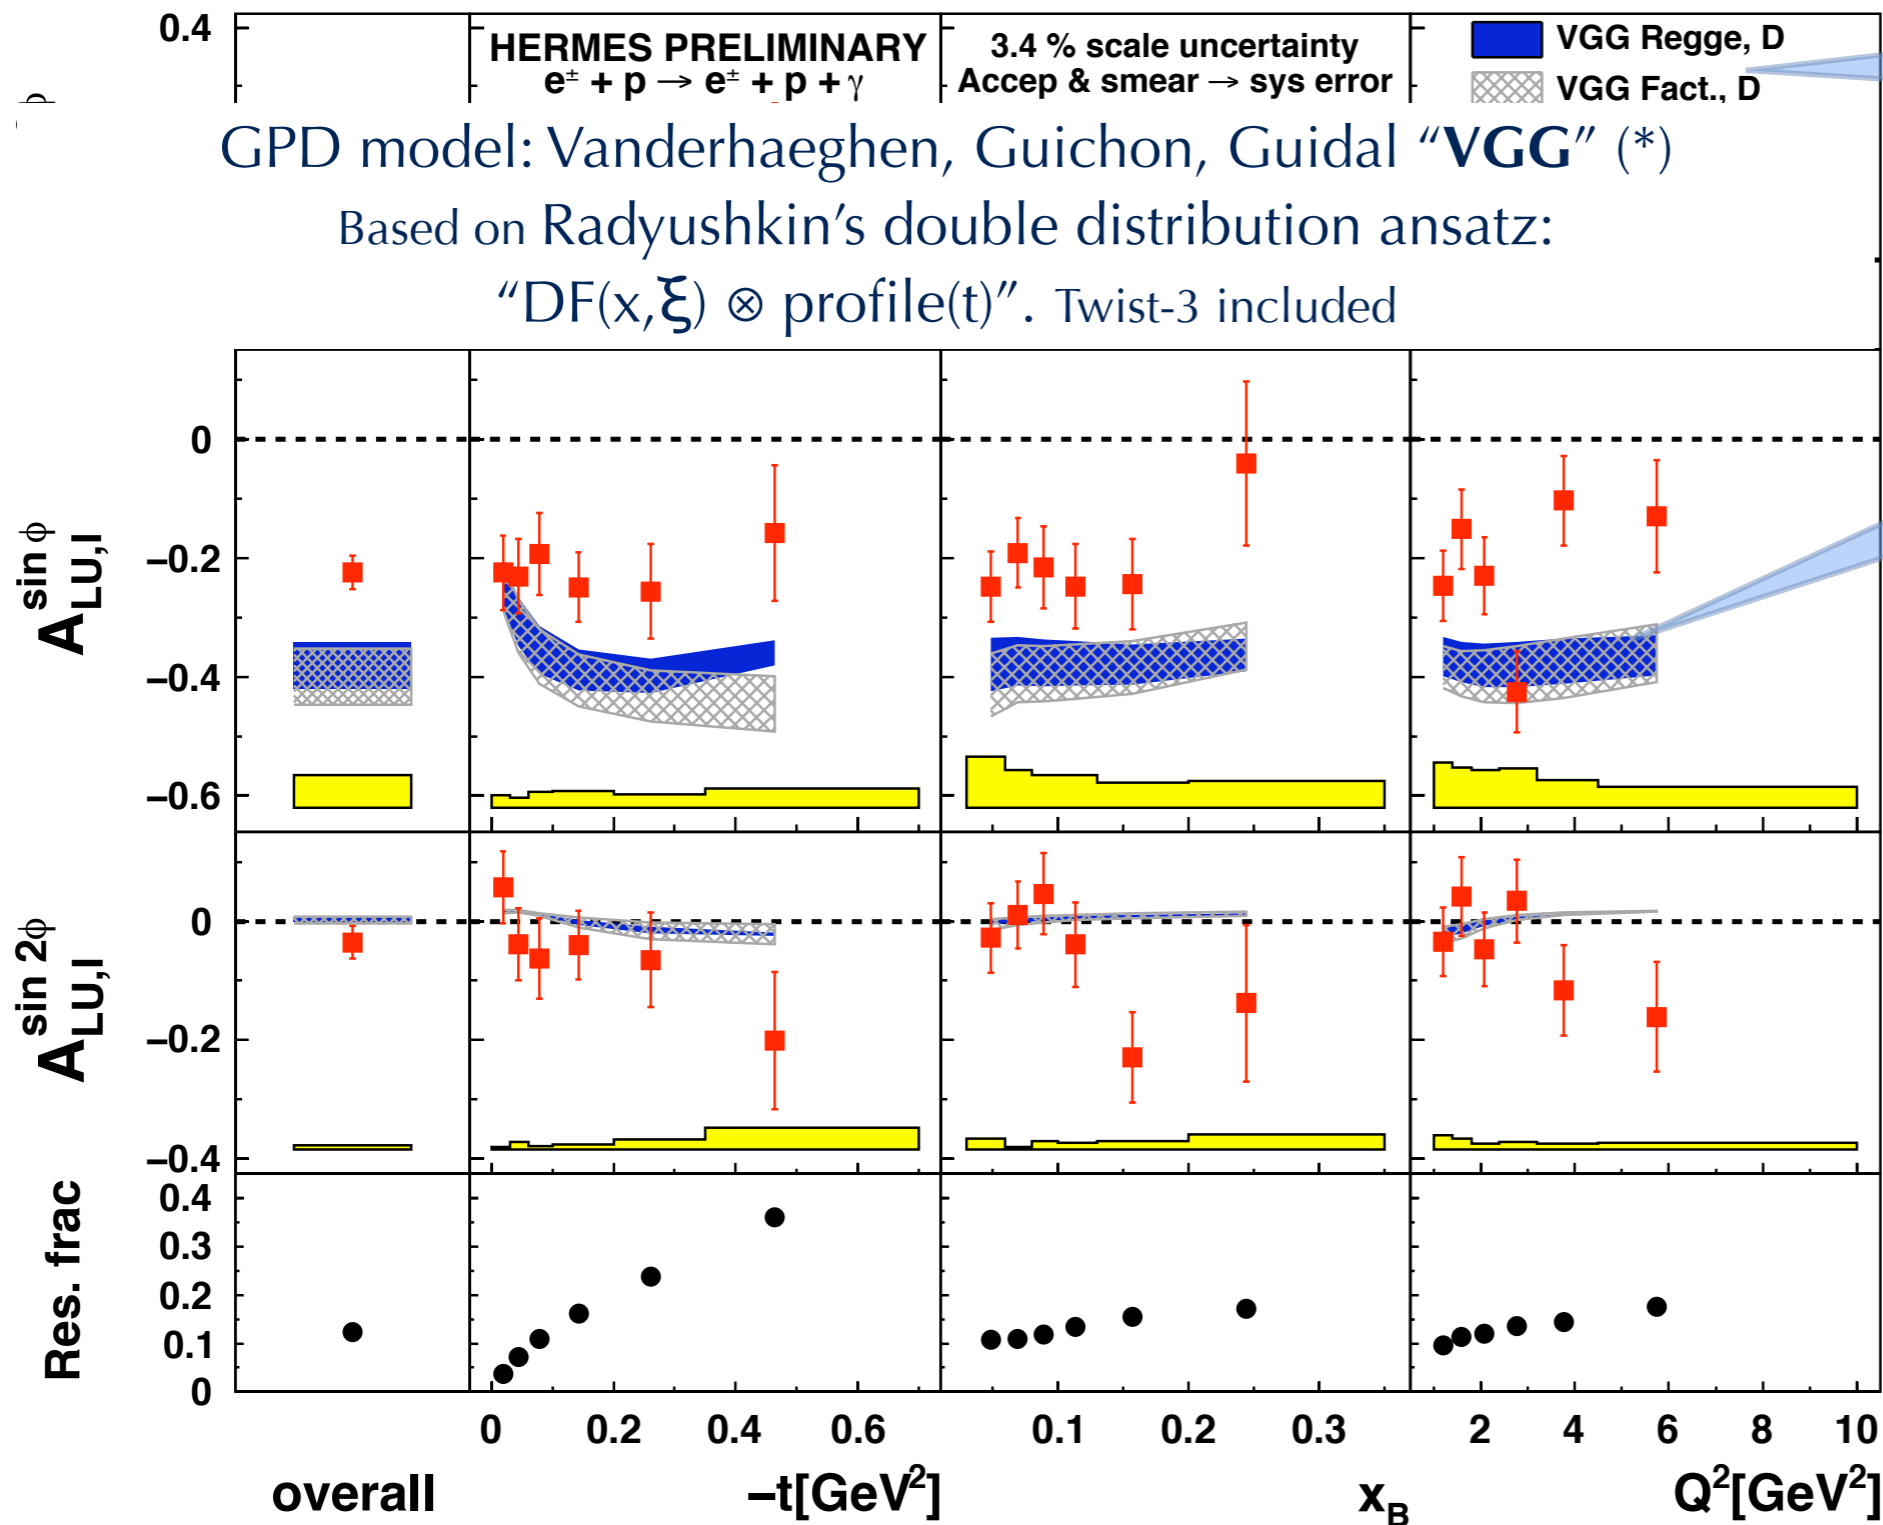 0.4
HERMES PRELIMINARY
e± + p → e± + p + γ
3.4 % scale uncertainty
Accep & smear → sys error
VGG Regge, D
VGG Fact., D
GPD model: Vanderhaeghen, Guichon, Guidal “VGG” (*)
Based on Radyushkin’s double distribution ansatz:
“DF(x,ξ) ⊗ profile(t)”. Twist-3 included
A sin ϕ LU,I
0
−0.2
−0.4
−0.6
A sin 2ϕ LU,I
0
−0.2
−0.4
Res. frac
0.4
0.3
0.2
0.1
0
0 0.2 0.4 0.6
0.1 0.2 0.3
2 4 6 8 10
overall
−t[GeV²]
x_B
Q²[GeV²]